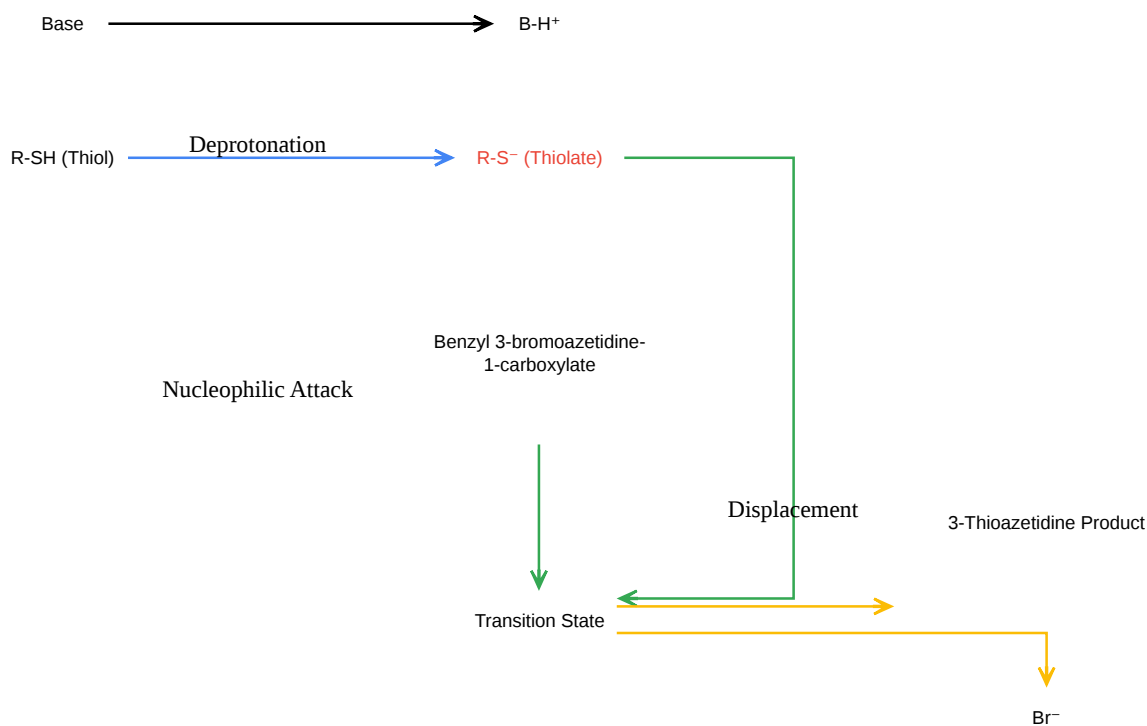 Base
B-H⁺
Deprotonation
R-SH (Thiol)
R-S⁻ (Thiolate)
Benzyl 3-bromoazetidine-
1-carboxylate
Nucleophilic Attack
Displacement
3-Thioazetidine Product
Transition State
Br⁻